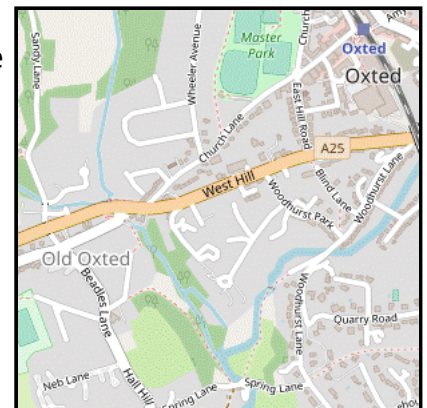 Sandy Lane
Wheeler Avenue
Master
Park
Church
Amy
Oxted
Oxted
East Hill Road
Church Lane
A25
West Hill
Blind Lane
Woodhurst Lane
Woodhurst Park
Old Oxted
Beadles Lane
Woodhurst Lane
Quarry Road
Neb Lane
Hall Hill
Spring Lane
Spring Lane